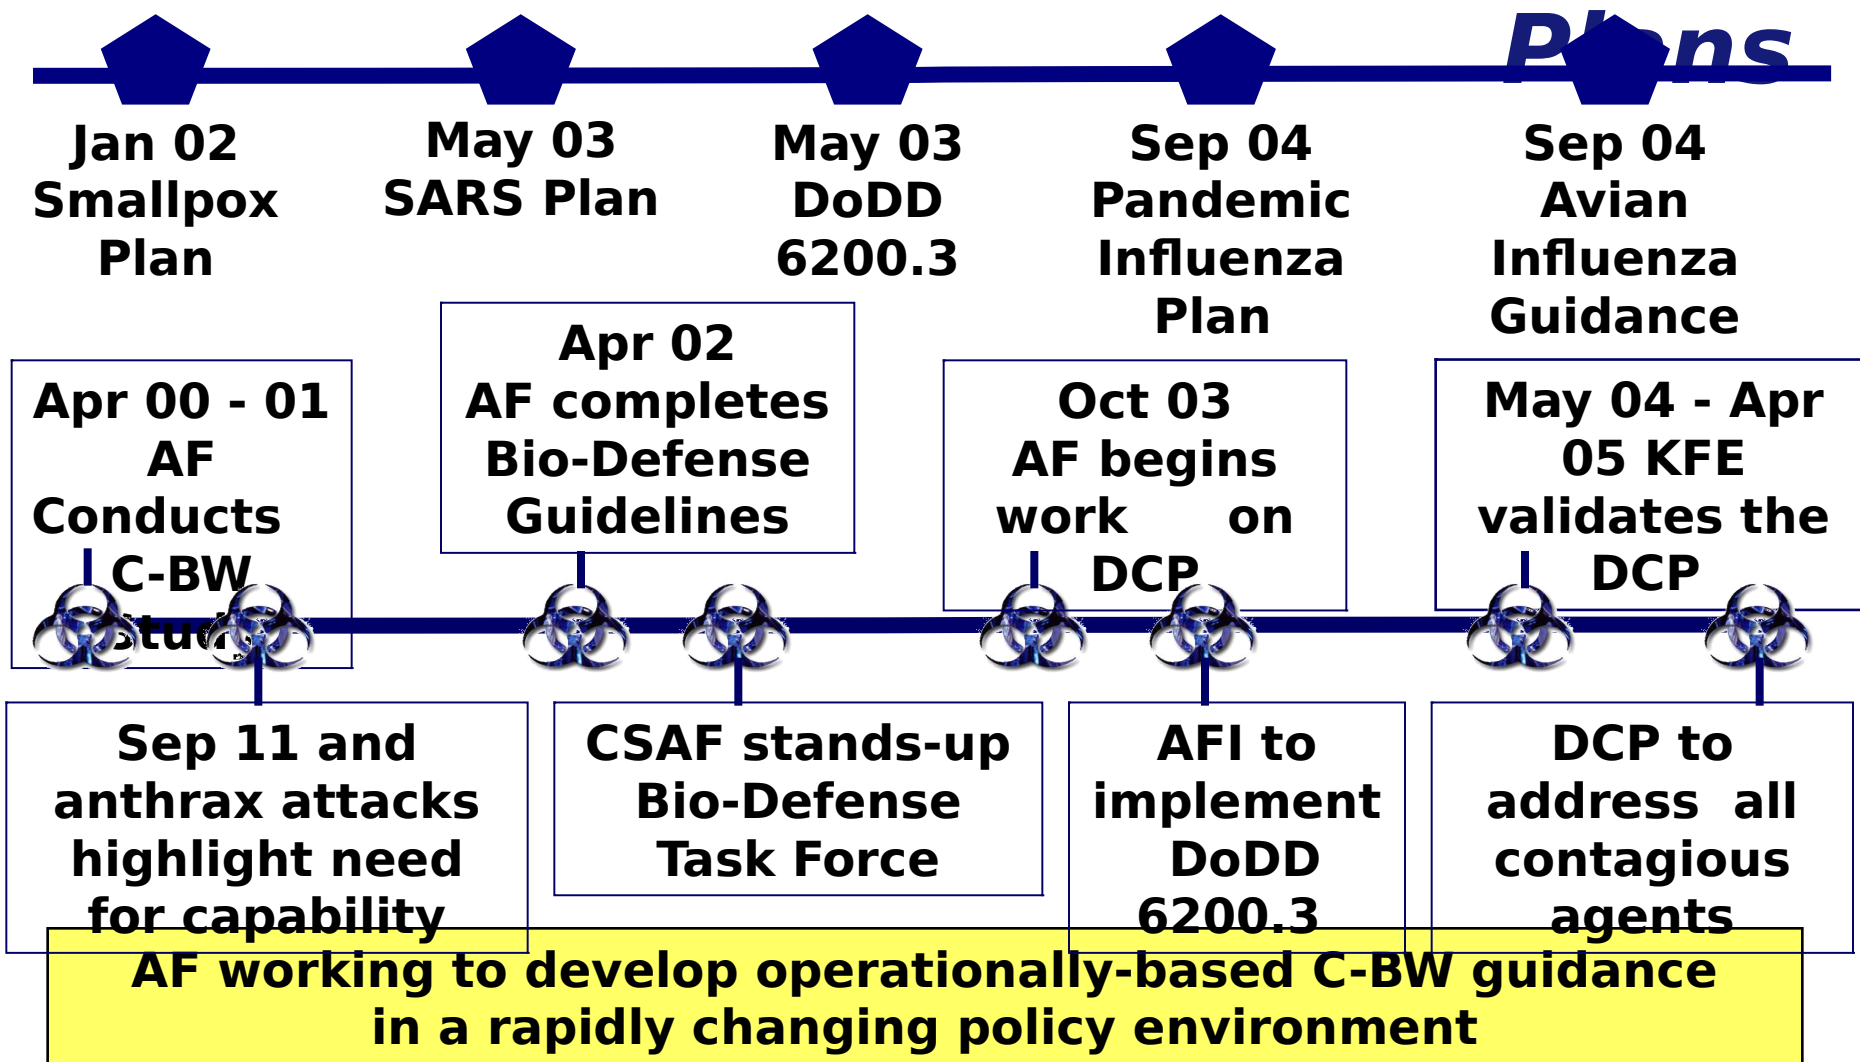 Plans
Jan 02
Smallpox
Plan
May 03
SARS Plan
May 03
DoDD
6200.3
Sep 04
Pandemic
Influenza
Plan
Sep 04
Avian
Influenza
Guidance
Apr 00 - 01
AF
Conducts
C-BW
Study
Apr 02
AF completes
Bio-Defense
Guidelines
Oct 03
AF begins
work on
DCP
May 04 - Apr
05 KFE
validates the
DCP
Sep 11 and
anthrax attacks
highlight need
for capability
CSAF stands-up
Bio-Defense
Task Force
AFI to
implement
DoDD
6200.3
DCP to
address all
contagious
agents
AF working to develop operationally-based C-BW guidance
in a rapidly changing policy environment